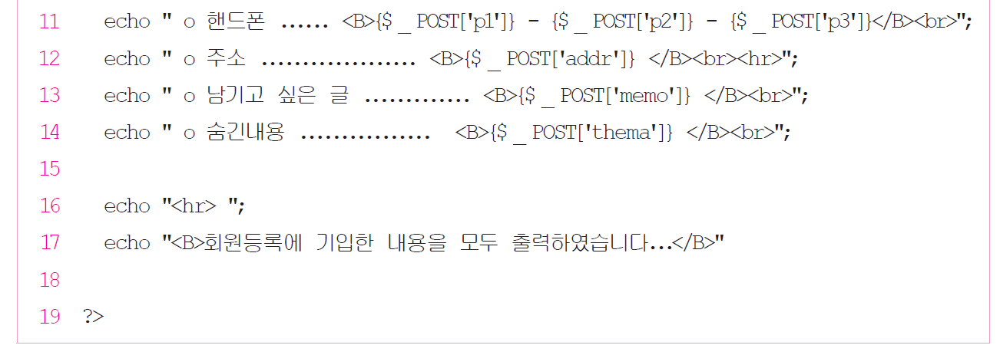 11 echo " o 핸드폰 ...... <B>{$_POST['p1']} - {$_POST['p2']} - {$_POST['p3']}</B><br>";
12 echo " o 주소 ................... <B>{$_POST['addr']} </B><br><hr>";
13 echo " o 남기고 싶은 글 ............. <B>{$_POST['memo']} </B><br>";
14 echo " o 숨긴내용 ................ <B>{$_POST['thema']} </B><br>";
15
16 echo "<hr> ";
17 echo "<B>회원등록에 기입한 내용을 모두 출력하였습니다...</B>"
18
19 ?>